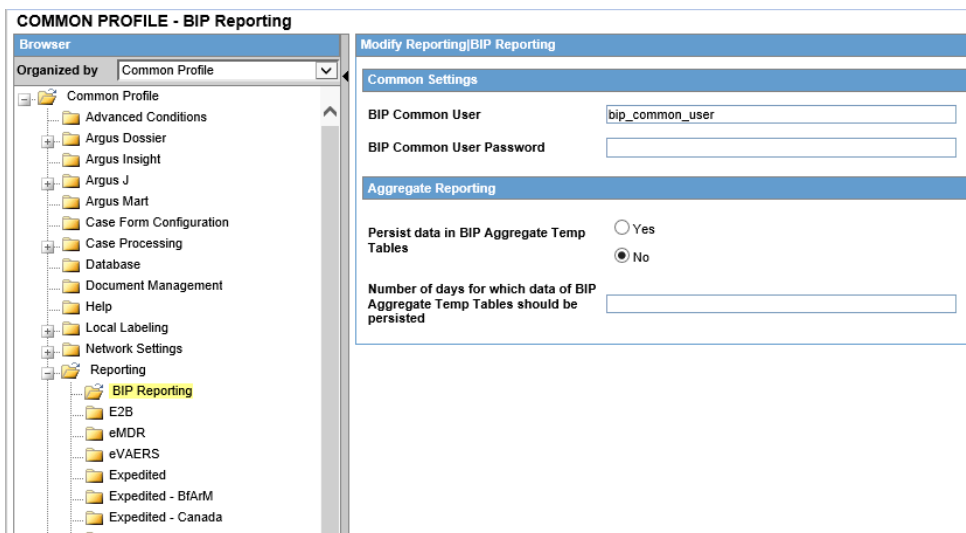 COMMON PROFILE - BIP Reporting
Browser
Organized by
Common Profile
Common Profile
Advanced Conditions
Argus Dossier
Argus Insight
Argus J
Argus Mart
Case Form Configuration
Case Processing
Database
Document Management
Help
Local Labeling
Network Settings
Reporting
BIP Reporting
E2B
eMDR
eVAERS
Expedited
Expedited - BfArM
Expedited - Canada
Modify Reporting|BIP Reporting
Common Settings
BIP Common User
bip_common_user
BIP Common User Password
Aggregate Reporting
Persist data in BIP Aggregate Temp
Tables
Yes
No
Number of days for which data of BIP
Aggregate Temp Tables should be
persisted